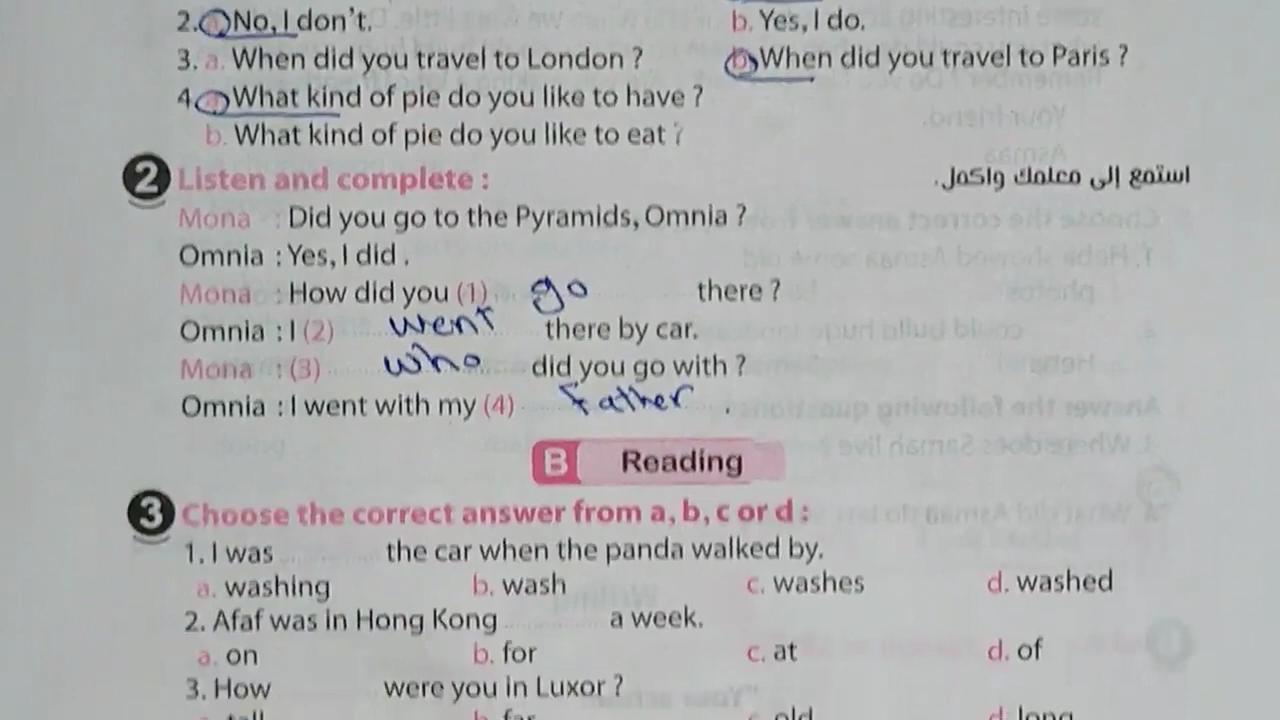 2. a No, I don't. b. Yes, I do.
3. a. When did you travel to London ? b When did you travel to Paris ?
4 a What kind of pie do you like to have ?
b. What kind of pie do you like to eat ?
2 Listen and complete : استمع إلى معلمك وأكمل.
Mona : Did you go to the Pyramids, Omnia ?
Omnia : Yes, I did .
Mona : How did you (1) go there ?
Omnia : I (2) went there by car.
Mona : (3) who did you go with ?
Omnia : I went with my (4) Father .
B Reading
3 Choose the correct answer from a, b, c or d :
1. I was the car when the panda walked by.
a. washing b. wash c. washes d. washed
2. Afaf was in Hong Kong a week.
a. on b. for c. at d. of
3. How were you in Luxor ?
a. tall b. far c. old d. long